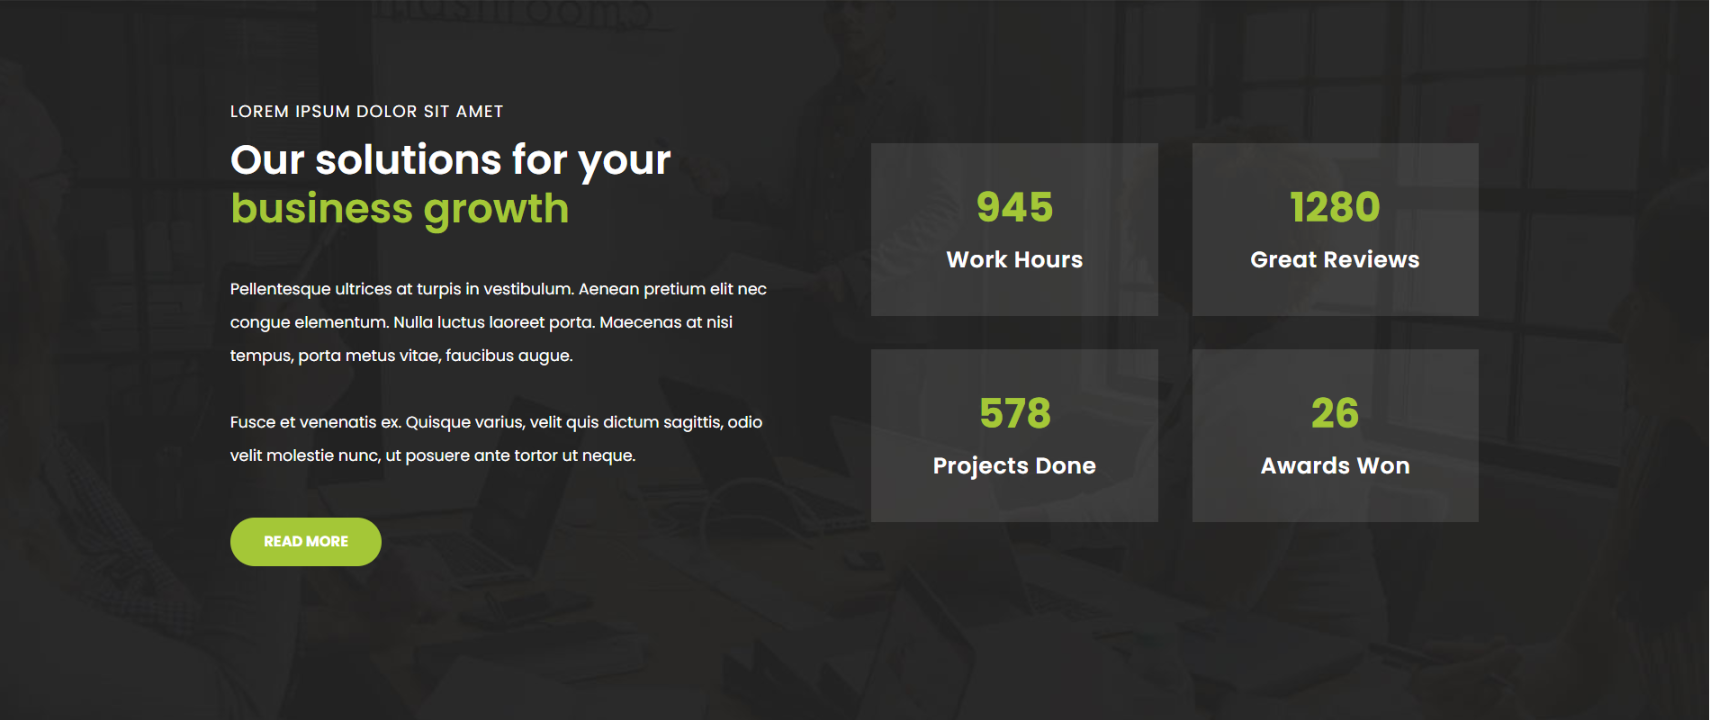 LOREM IPSUM DOLOR SIT AMET
Our solutions for your
business growth
Pellentesque ultrices at turpis in vestibulum. Aenean pretium elit nec
congue elementum. Nulla luctus laoreet porta. Maecenas at nisi
tempus, porta metus vitae, faucibus augue.
Fusce et venenatis ex. Quisque varius, velit quis dictum sagittis, odio
velit molestie nunc, ut posuere ante tortor ut neque.
READ MORE
945
Work Hours
1280
Great Reviews
578
Projects Done
26
Awards Won